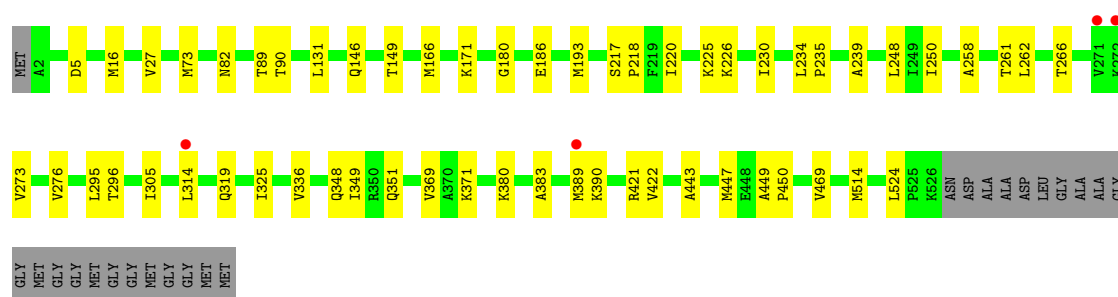 MET A2 D5 M16 V27 M73 N82 T89 T90 L131 Q146 T149 M166 K171 G180 E186 M193 S217 P218 F219 I220 K225 K226 I230 L234 P235 A239 L248 I249 I250 A258 T261 L262 T266 V271 K272
V273 V276 L295 T296 I305 L314 Q319 I325 V336 Q348 I349 R350 Q351 V369 A370 K371 K380 A383 M389 K390 R421 V422 A443 M447 E448 A449 P450 V469 M514 L524 P525 K526 ASN ASP ALA ALA ASP LEU GLY ALA ALA GLY
GLY MET GLY GLY MET GLY GLY MET GLY GLY MET MET